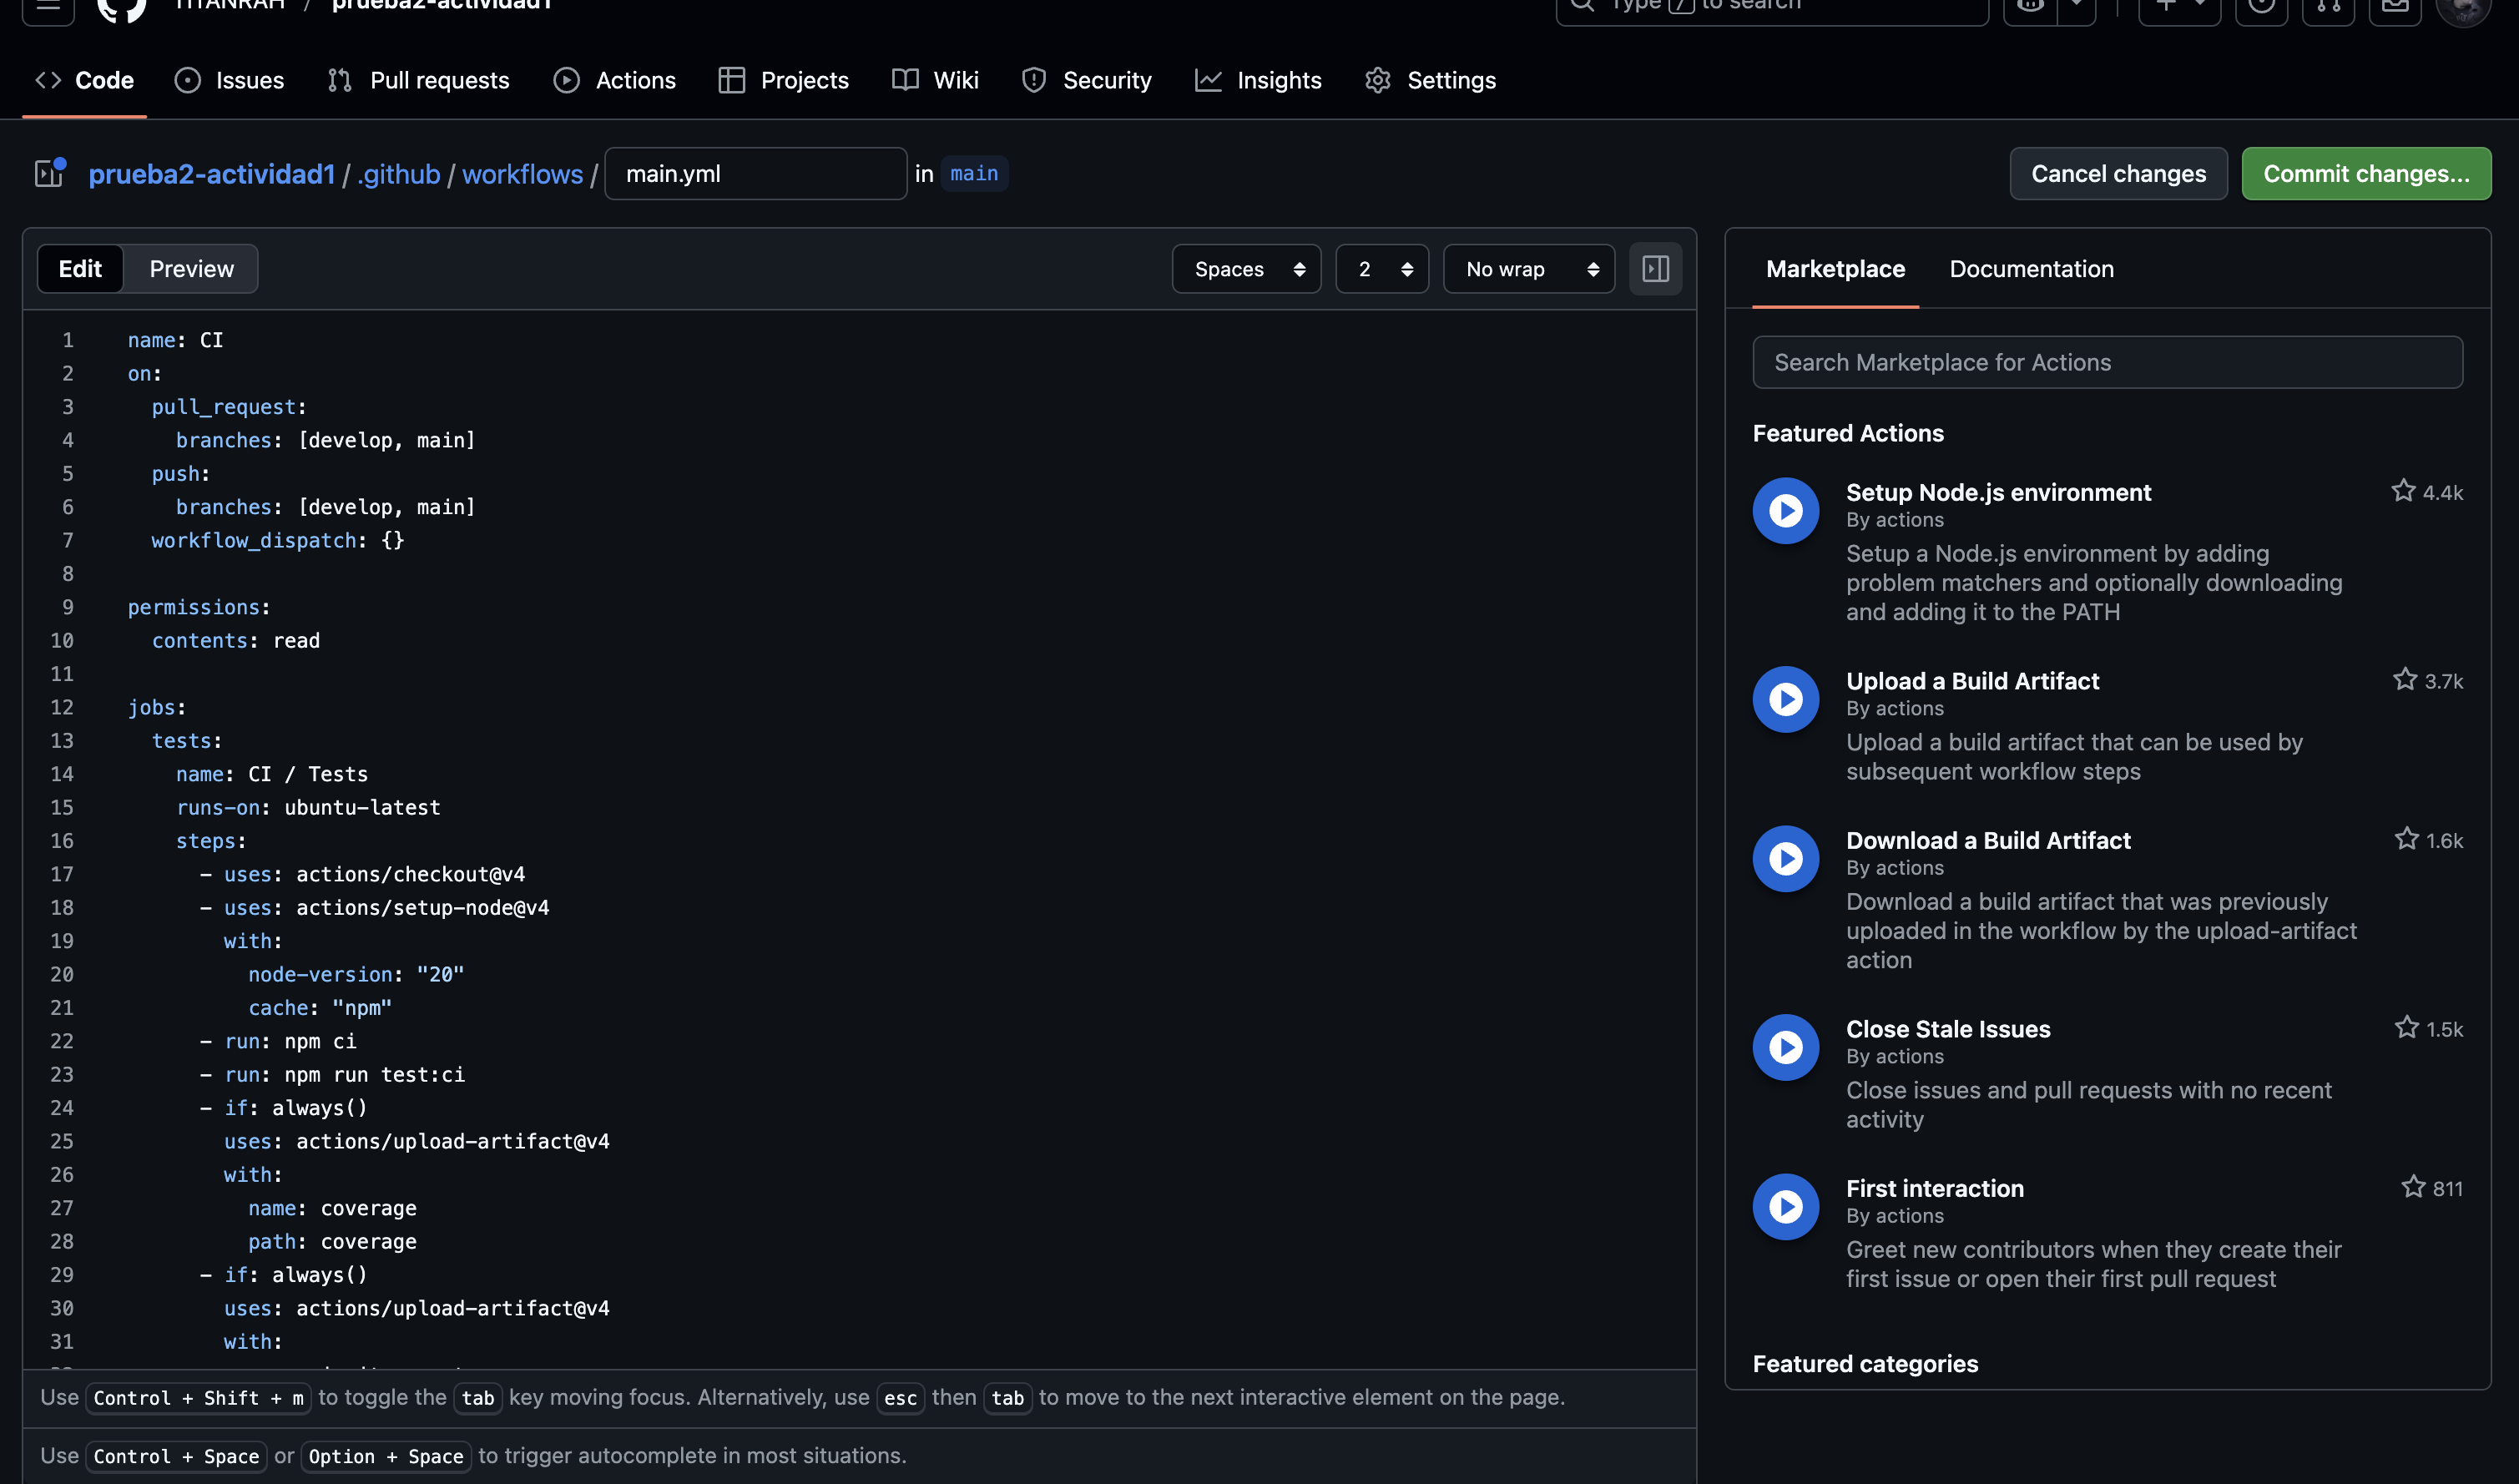 TITANRAH / prueba2-actividad1
Type / to search
Code Issues Pull requests Actions Projects Wiki Security Insights Settings
prueba2-actividad1 / .github / workflows / main.yml in main
Cancel changes Commit changes...
Edit Preview Spaces 2 No wrap
1 name: CI
2 on:
3 pull_request:
4 branches: [develop, main]
5 push:
6 branches: [develop, main]
7 workflow_dispatch: {}
8
9 permissions:
10 contents: read
11
12 jobs:
13 tests:
14 name: CI / Tests
15 runs-on: ubuntu-latest
16 steps:
17 - uses: actions/checkout@v4
18 - uses: actions/setup-node@v4
19 with:
20 node-version: "20"
21 cache: "npm"
22 - run: npm ci
23 - run: npm run test:ci
24 - if: always()
25 uses: actions/upload-artifact@v4
26 with:
27 name: coverage
28 path: coverage
29 - if: always()
30 uses: actions/upload-artifact@v4
31 with:
Use Control + Shift + m to toggle the tab key moving focus. Alternatively, use esc then tab to move to the next interactive element on the page.
Use Control + Space or Option + Space to trigger autocomplete in most situations.
Marketplace Documentation
Search Marketplace for Actions
Featured Actions
Setup Node.js environment 4.4k
By actions
Setup a Node.js environment by adding
problem matchers and optionally downloading
and adding it to the PATH
Upload a Build Artifact 3.7k
By actions
Upload a build artifact that can be used by
subsequent workflow steps
Download a Build Artifact 1.6k
By actions
Download a build artifact that was previously
uploaded in the workflow by the upload-artifact
action
Close Stale Issues 1.5k
By actions
Close issues and pull requests with no recent
activity
First interaction 811
By actions
Greet new contributors when they create their
first issue or open their first pull request
Featured categories